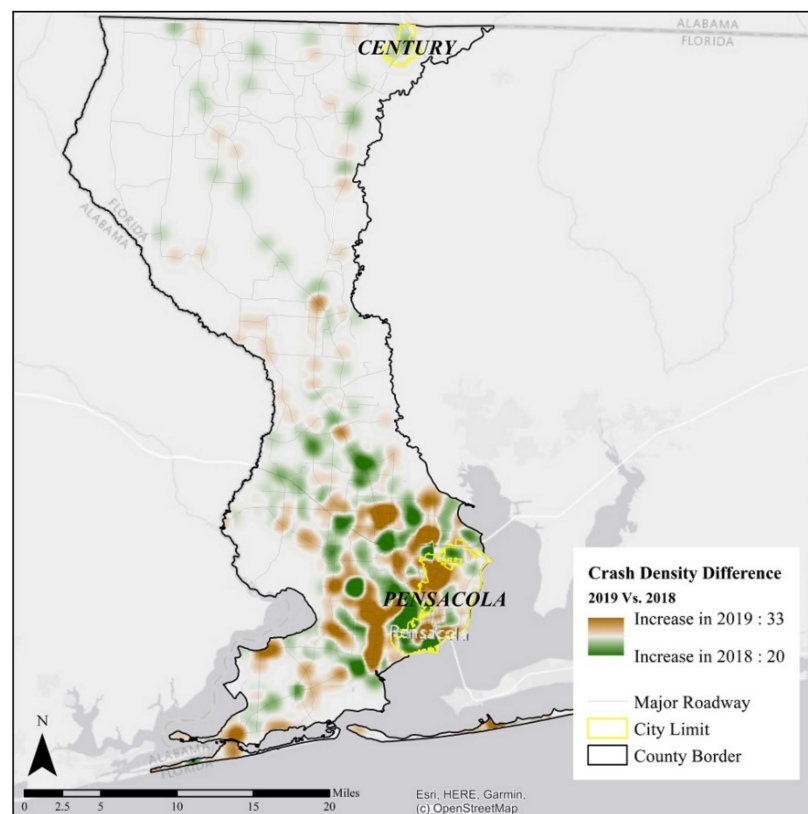 ALABAMA
FLORIDA
CENTURY
FLORIDA
ALABAMA
PENSACOLA
Pensacola
Crash Density Difference
2019 Vs. 2018
Increase in 2019 : 33
Increase in 2018 : 20
Major Roadway
City Limit
County Border
N
ALABAMA
FLORIDA
Miles
0 2.5 5 10 15 20
Esri, HERE, Garmin,
(c) OpenStreetMap